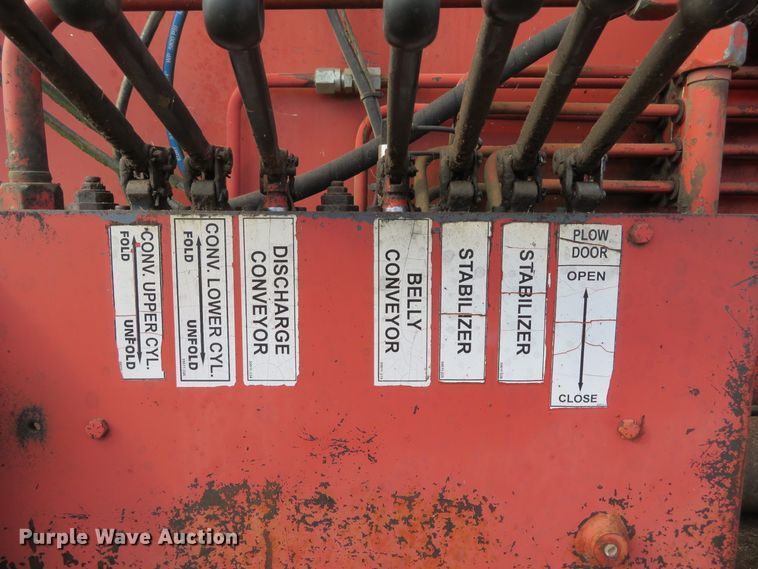 CONV. UPPER CYL.
FOLD
UNFOLD
CONV. LOWER CYL.
FOLD
UNFOLD
DISCHARGE
CONVEYOR
BELLY
CONVEYOR
STABILIZER
STABILIZER
PLOW
DOOR
OPEN
CLOSE
Purple Wave Auction